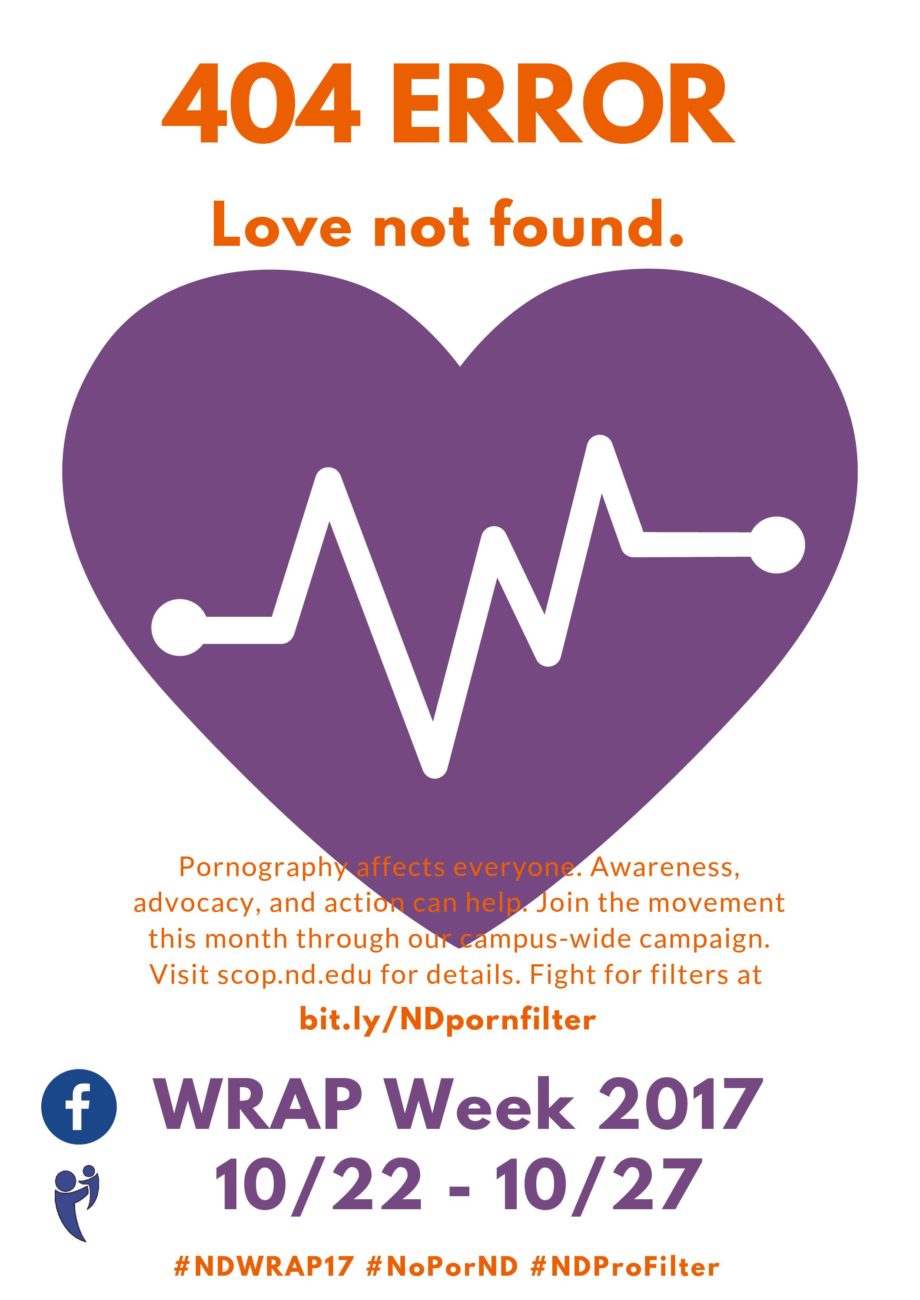 404 ERROR
Love not found.
Pornography affects everyone. Awareness,
advocacy, and action can help. Join the movement
this month through our campus-wide campaign.
Visit scop.nd.edu for details. Fight for filters at
bit.ly/NDpornfilter
f WRAP Week 2017
10/22 - 10/27
#NDWRAP17 #NoPorND #NDProFilter